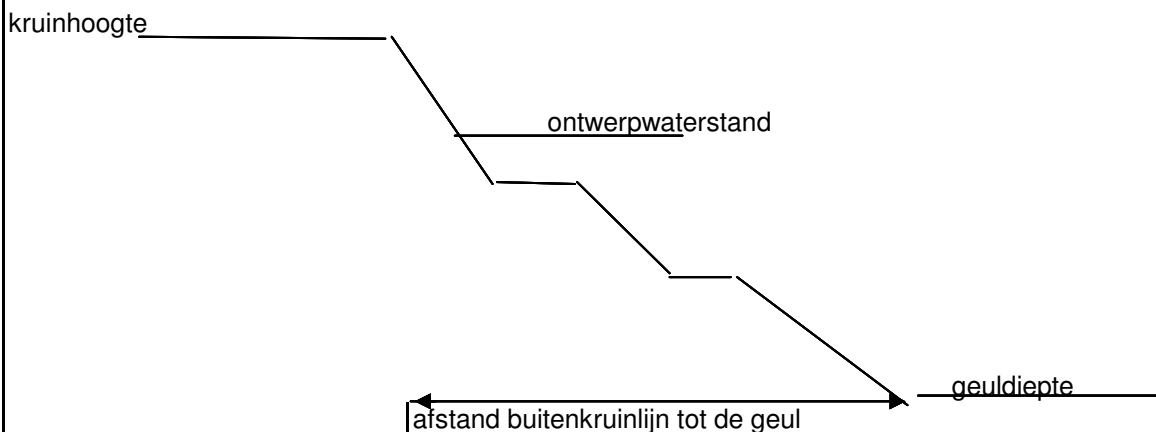 kruinhoogte
ontwerpwaterstand
geuldiepte
afstand buitenkruinlijn tot de geul